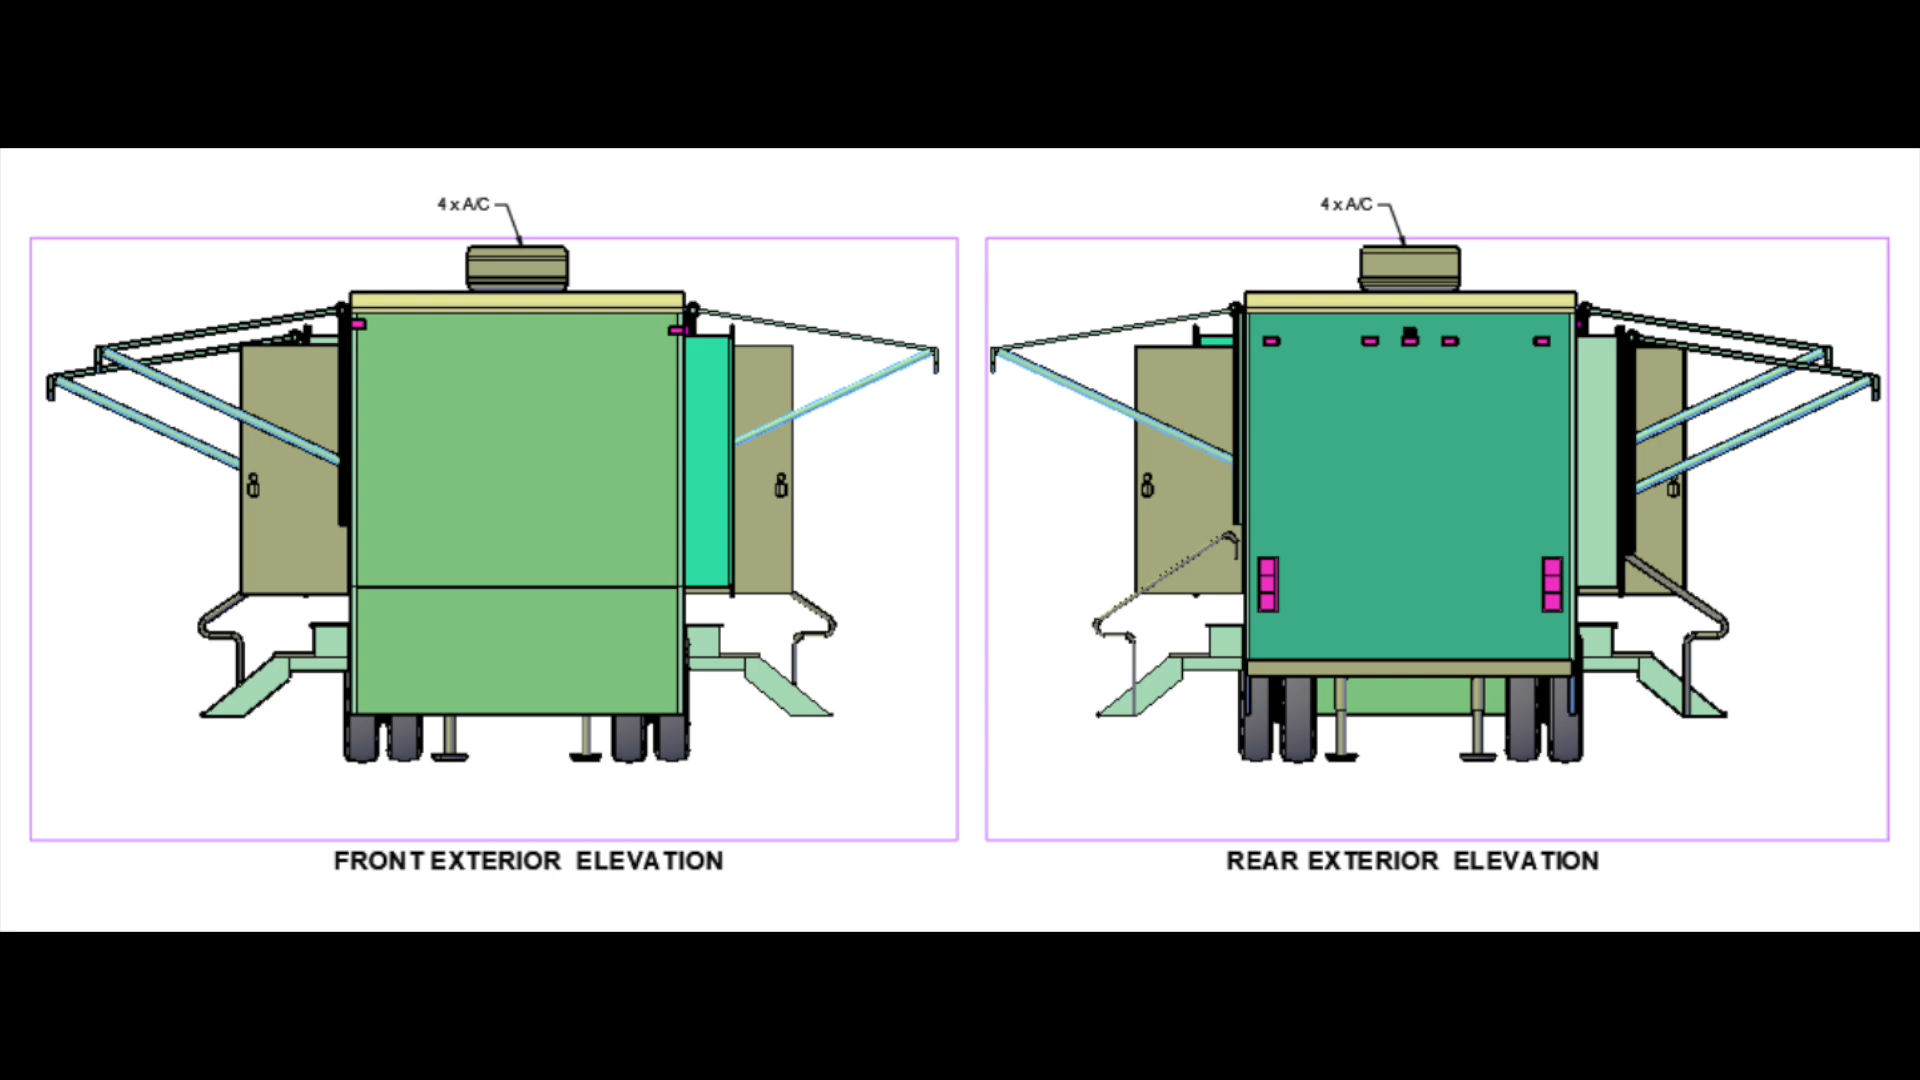 4 x A/C
4 x A/C
FRONT EXTERIOR ELEVATION
REAR EXTERIOR ELEVATION